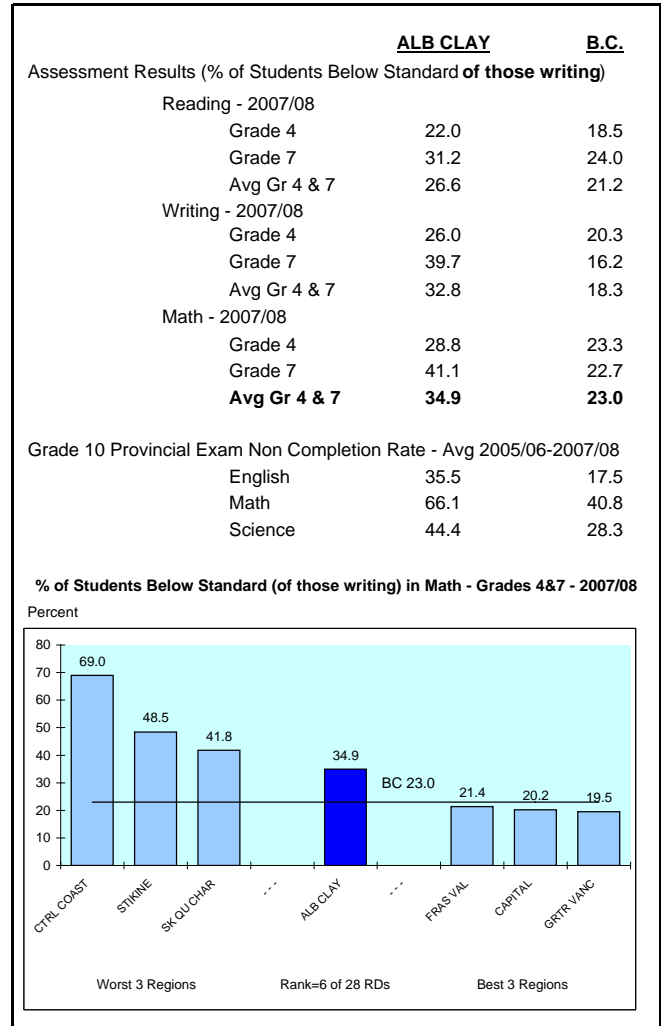 ALB CLAY B.C.
Assessment Results (% of Students Below Standard of those writing)
Reading - 2007/08
Grade 4 22.0 18.5
Grade 7 31.2 24.0
Avg Gr 4 & 7 26.6 21.2
Writing - 2007/08
Grade 4 26.0 20.3
Grade 7 39.7 16.2
Avg Gr 4 & 7 32.8 18.3
Math - 2007/08
Grade 4 28.8 23.3
Grade 7 41.1 22.7
Avg Gr 4 & 7 34.9 23.0
Grade 10 Provincial Exam Non Completion Rate - Avg 2005/06-2007/08
English 35.5 17.5
Math 66.1 40.8
Science 44.4 28.3
% of Students Below Standard (of those writing) in Math - Grades 4&7 - 2007/08
Percent
80
70
60
50
40
30
20
10
0
69.0
48.5
41.8
34.9
BC 23.0
21.4
20.2
19.5
CTRL COAST
STIKINE
SK QU CHAR
- - -
ALB CLAY
- - -
FRAS VAL
CAPITAL
GRTR VANC
Worst 3 Regions Rank=6 of 28 RDs Best 3 Regions